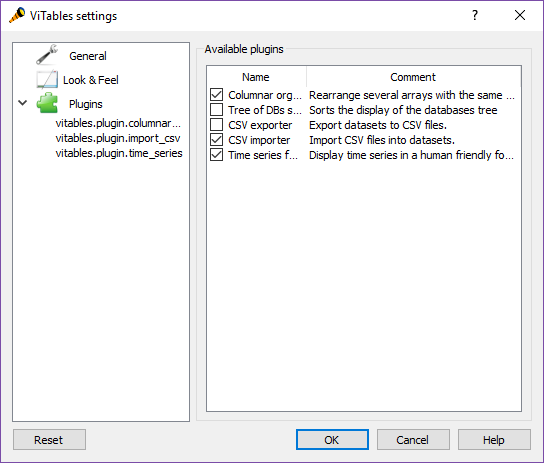 ViTables settings
?
General
Look & Feel
Plugins
vitables.plugin.columnar...
vitables.plugin.import_csv
vitables.plugin.time_series
Available plugins
Name Comment
Columnar org... Rearrange several arrays with the same ...
Tree of DBs s... Sorts the display of the databases tree
CSV exporter Export datasets to CSV files.
CSV importer Import CSV files into datasets.
Time series f... Display time series in a human friendly fo...
Reset OK Cancel Help